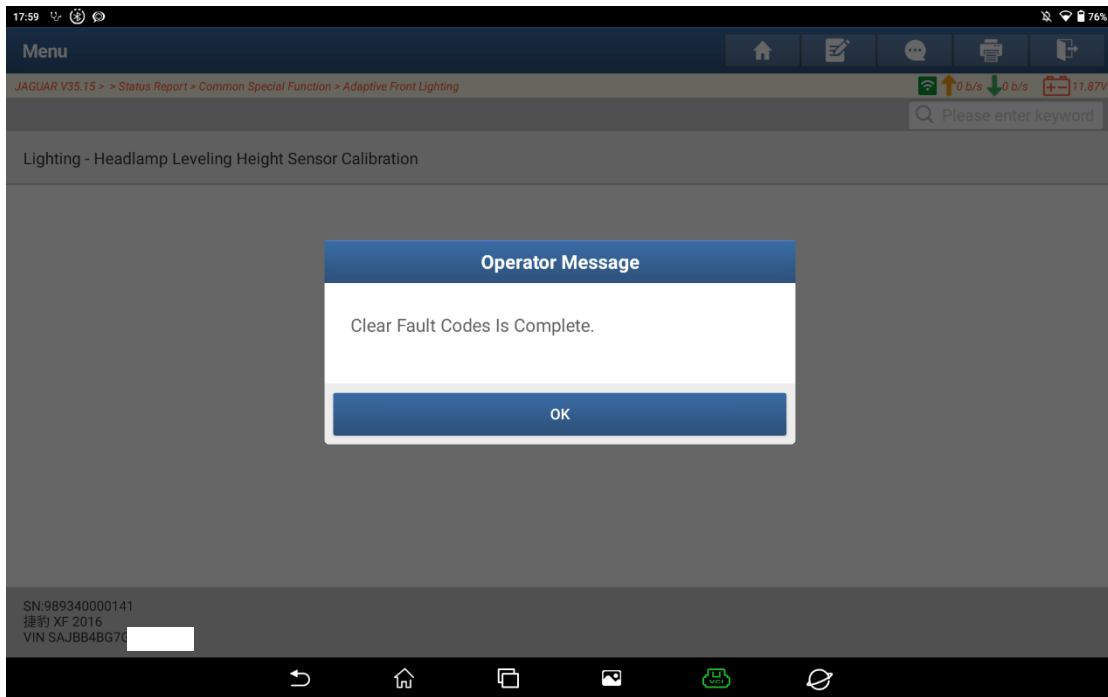 17:59
76%
Menu
JAGUAR V35.15 > > Status Report > Common Special Function > Adaptive Front Lighting
0 b/s 0 b/s 11.87V
Please enter keyword
Lighting - Headlamp Leveling Height Sensor Calibration
Operator Message
Clear Fault Codes Is Complete.
OK
SN:989340000141
捷豹 XF 2016
VIN SAJBB4BG7
VCI